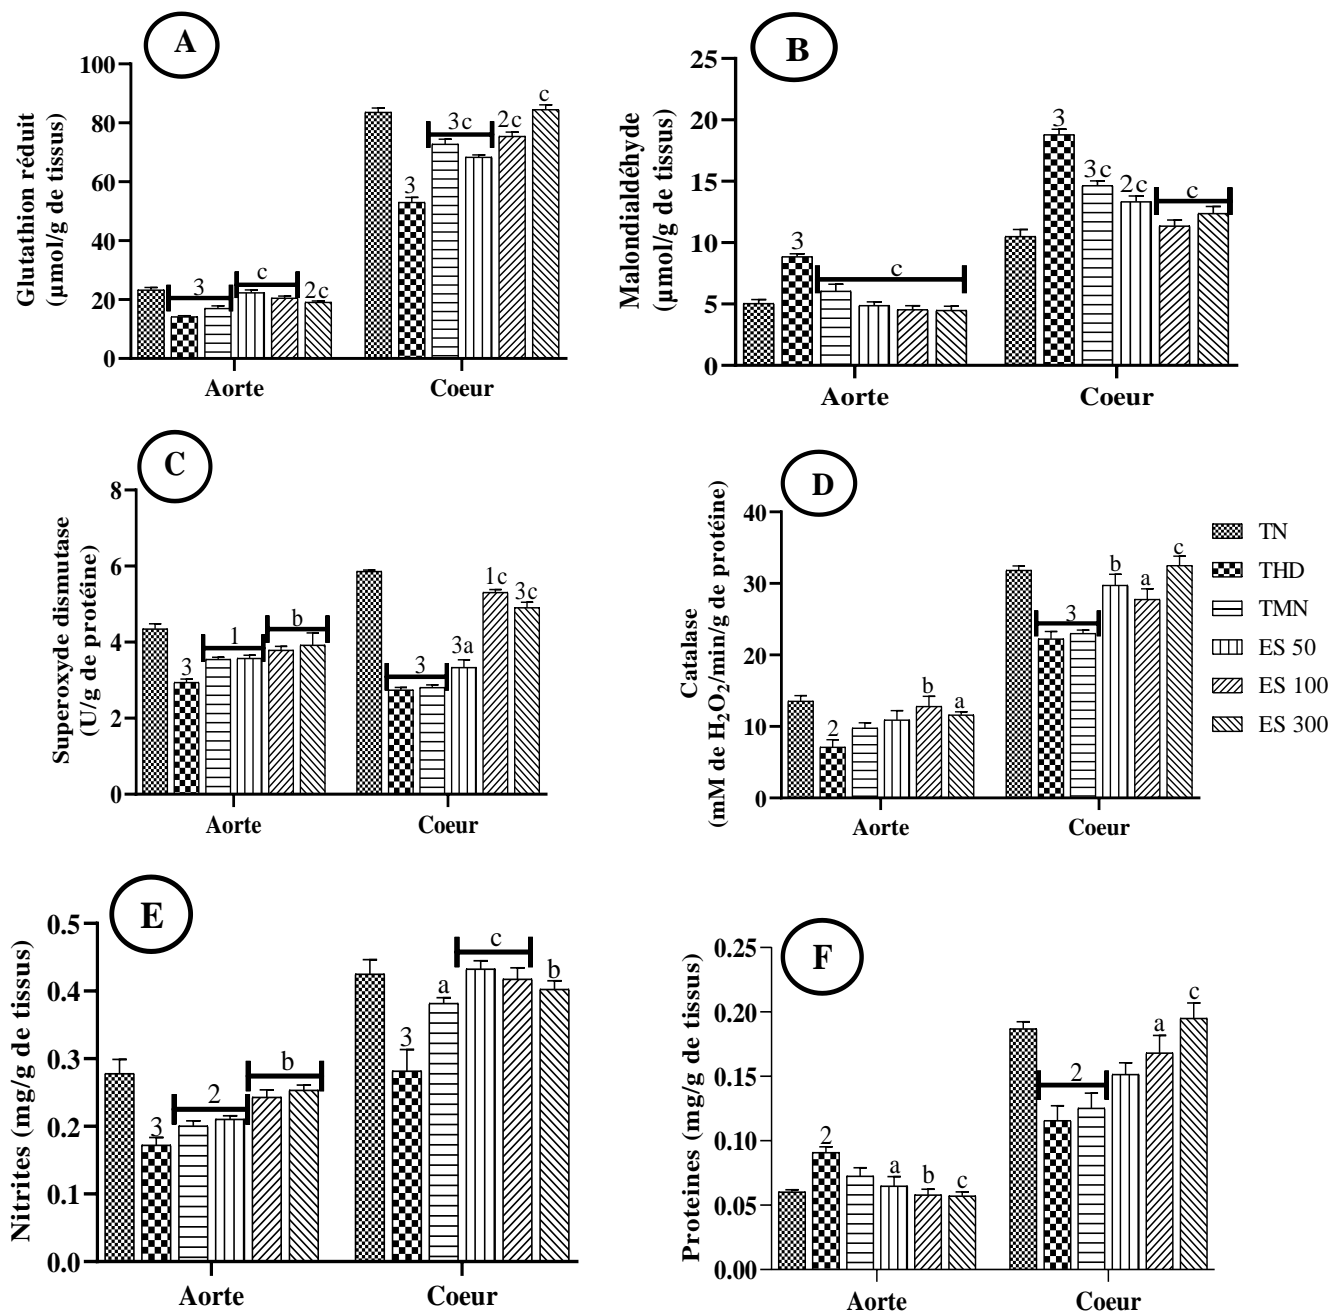 A
Glutathion réduit
(µmol/g de tissus)
100
80
60
40
20
0
3
c
2c
3
3c
2c
c
Aorte
Coeur
B
Malondialdéhyde
(µmol/g de tissus)
25
20
15
10
5
0
3
c
3
3c
2c
c
Aorte
Coeur
C
Superoxyde dismutase
(U/g de protéine)
8
6
4
2
0
3
1
b
3
3a
1c
3c
Aorte
Coeur
D
Catalase
(mM de H₂O₂/min/g de protéine)
40
30
20
10
0
2
b
a
3
b
a
c
Aorte
Coeur
TN
THD
TMN
ES 50
ES 100
ES 300
E
Nitrites (mg/g de tissus)
0.5
0.4
0.3
0.2
0.1
0.0
3
2
b
3
a
c
b
Aorte
Coeur
F
Proteines (mg/g de tissus)
0.25
0.20
0.15
0.10
0.05
0.00
2
a
b
c
2
a
c
Aorte
Coeur